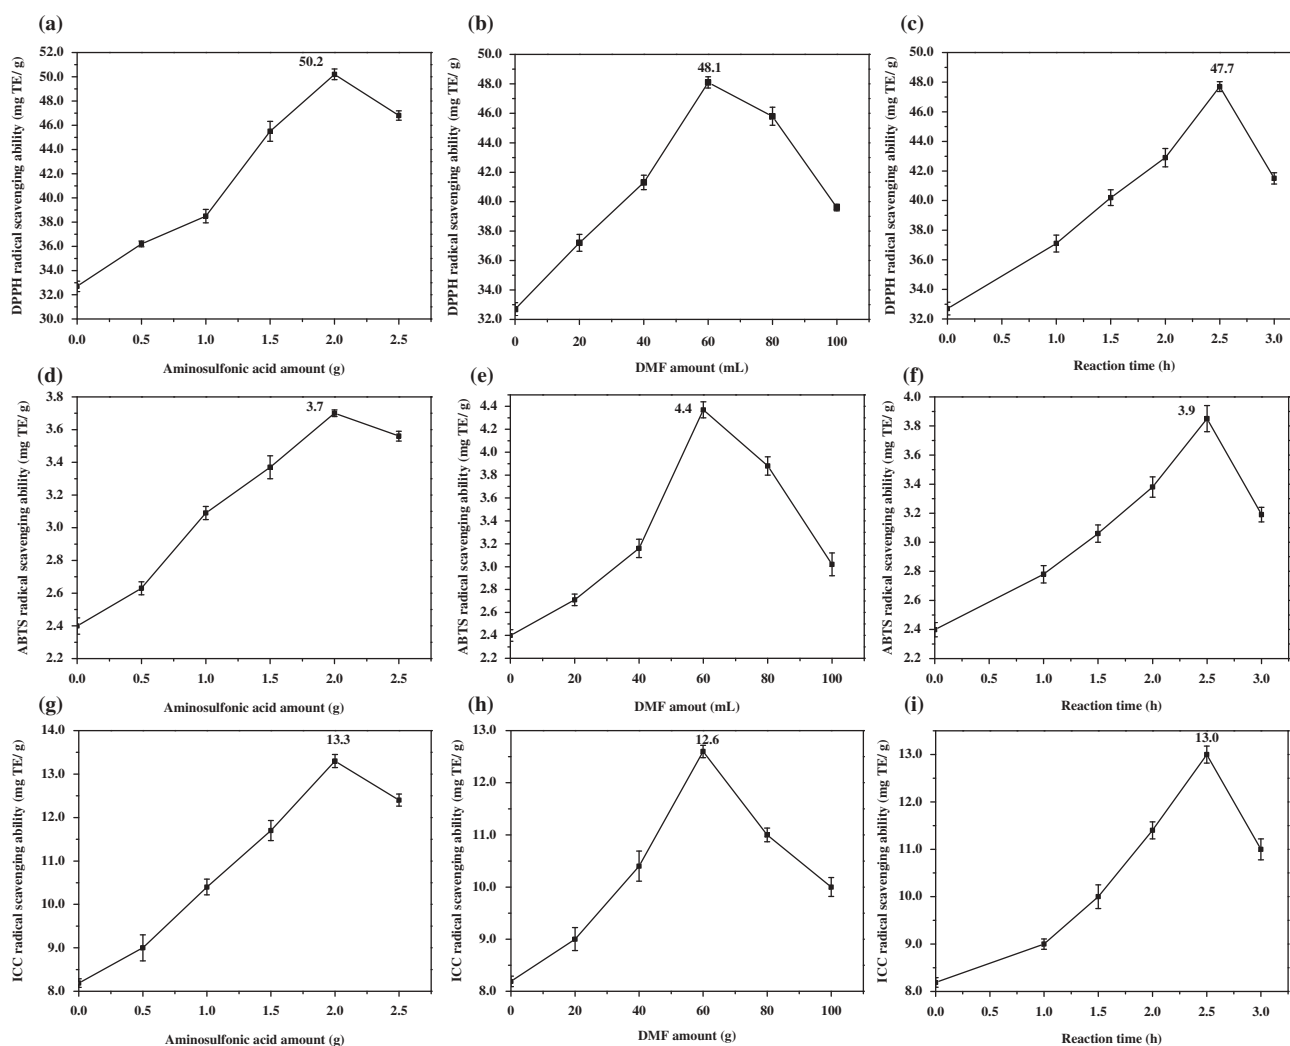 (a)
50.2
DPPH radical scavenging ability (mg TE/ g)
52.0
50.0
48.0
46.0
44.0
42.0
40.0
38.0
36.0
34.0
32.0
30.0
0.0 0.5 1.0 1.5 2.0 2.5
Aminosulfonic acid amount (g)
(b)
48.1
DPPH radical scavenging ability (mg TE/ g)
50.0
48.0
46.0
44.0
42.0
40.0
38.0
36.0
34.0
32.0
0 20 40 60 80 100
DMF amount (mL)
(c)
47.7
DPPH radical scavenging ability (mg TE/ g)
50.0
48.0
46.0
44.0
42.0
40.0
38.0
36.0
34.0
32.0
0.0 1.0 1.5 2.0 2.5 3.0
Reaction time (h)
(d)
3.7
ABTS radical scavenging ability (mg TE/ g)
3.8
3.6
3.4
3.2
3.0
2.8
2.6
2.4
2.2
0.0 0.5 1.0 1.5 2.0 2.5
Aminosulfonic acid amount (g)
(e)
4.4
ABTS radical scavenging ability (mg TE/ g)
4.4
4.2
4.0
3.8
3.6
3.4
3.2
3.0
2.8
2.6
2.4
2.2
0 20 40 60 80 100
DMF amout (mL)
(f)
3.9
ABTS radical scavenging ability (mg TE/ g)
4.0
3.8
3.6
3.4
3.2
3.0
2.8
2.6
2.4
2.2
0.0 1.0 1.5 2.0 2.5 3.0
Reaction time (h)
(g)
13.3
ICC radical scavenging ability (mg TE/ g)
14.0
13.0
12.0
11.0
10.0
9.0
8.0
0.0 0.5 1.0 1.5 2.0 2.5
Aminosulfonic acid amount (g)
(h)
12.6
ICC radical scavenging ability (mg TE/ g)
13.0
12.0
11.0
10.0
9.0
8.0
0 20 40 60 80 100
DMF amount (g)
(i)
13.0
ICC radical scavenging ability (mg TE/ g)
13.0
12.0
11.0
10.0
9.0
8.0
0.0 1.0 1.5 2.0 2.5 3.0
Reaction time (h)